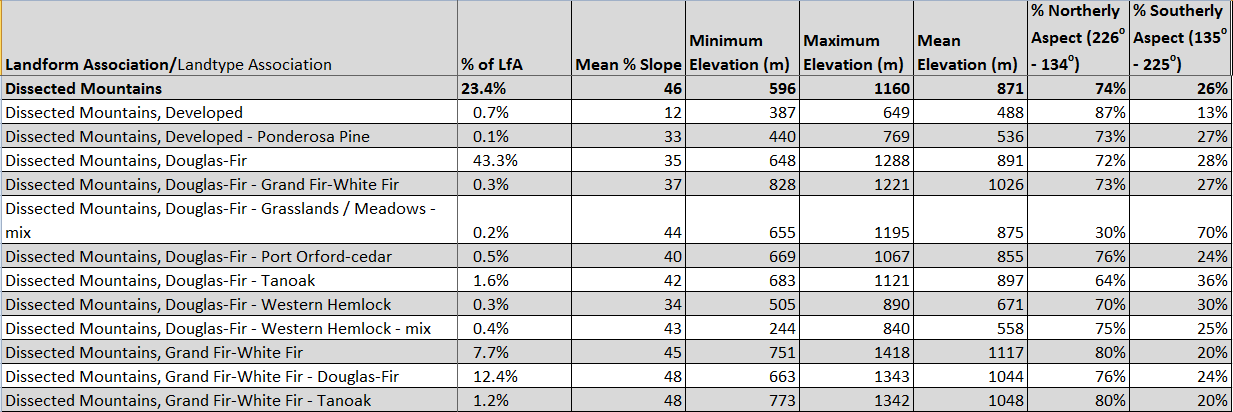 Landform Association/Landtype Association % of LfA Mean % Slope Minimum Elevation (m) Maximum Elevation (m) Mean Elevation (m) % Northerly Aspect (226° - 134°) % Southerly Aspect (135° - 225°)
Dissected Mountains 23.4% 46 596 1160 871 74% 26%
Dissected Mountains, Developed 0.7% 12 387 649 488 87% 13%
Dissected Mountains, Developed - Ponderosa Pine 0.1% 33 440 769 536 73% 27%
Dissected Mountains, Douglas-Fir 43.3% 35 648 1288 891 72% 28%
Dissected Mountains, Douglas-Fir - Grand Fir-White Fir 0.3% 37 828 1221 1026 73% 27%
Dissected Mountains, Douglas-Fir - Grasslands / Meadows -
mix 0.2% 44 655 1195 875 30% 70%
Dissected Mountains, Douglas-Fir - Port Orford-cedar 0.5% 40 669 1067 855 76% 24%
Dissected Mountains, Douglas-Fir - Tanoak 1.6% 42 683 1121 897 64% 36%
Dissected Mountains, Douglas-Fir - Western Hemlock 0.3% 34 505 890 671 70% 30%
Dissected Mountains, Douglas-Fir - Western Hemlock - mix 0.4% 43 244 840 558 75% 25%
Dissected Mountains, Grand Fir-White Fir 7.7% 45 751 1418 1117 80% 20%
Dissected Mountains, Grand Fir-White Fir - Douglas-Fir 12.4% 48 663 1343 1044 76% 24%
Dissected Mountains, Grand Fir-White Fir - Tanoak 1.2% 48 773 1342 1048 80% 20%